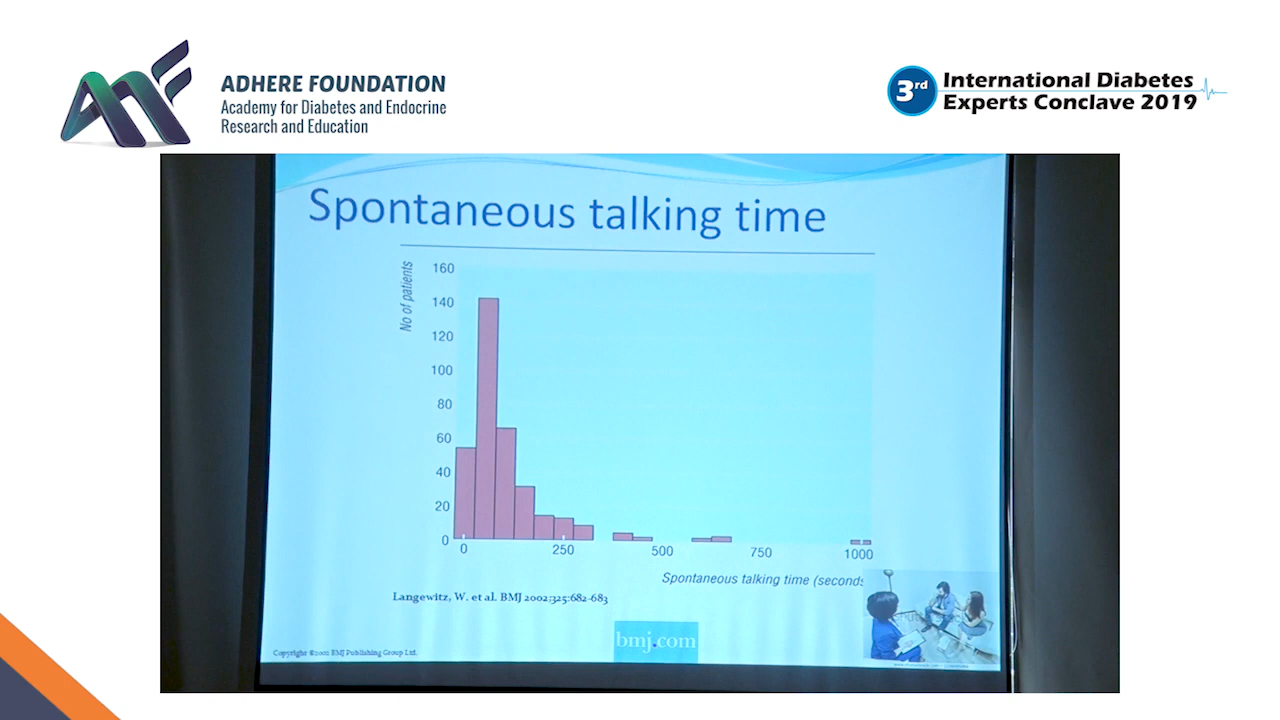 ADHERE FOUNDATION
Academy for Diabetes and Endocrine
Research and Education
3rd
International Diabetes
Experts Conclave 2019
Spontaneous talking time
No of patients
160
140
120
100
80
60
40
20
0
0 250 500 750 1000
Spontaneous talking time (seconds
Langewitz, W. et al. BMJ 2002;325:682-683
bmj.com
Copyright ©2002 BMJ Publishing Group Ltd.